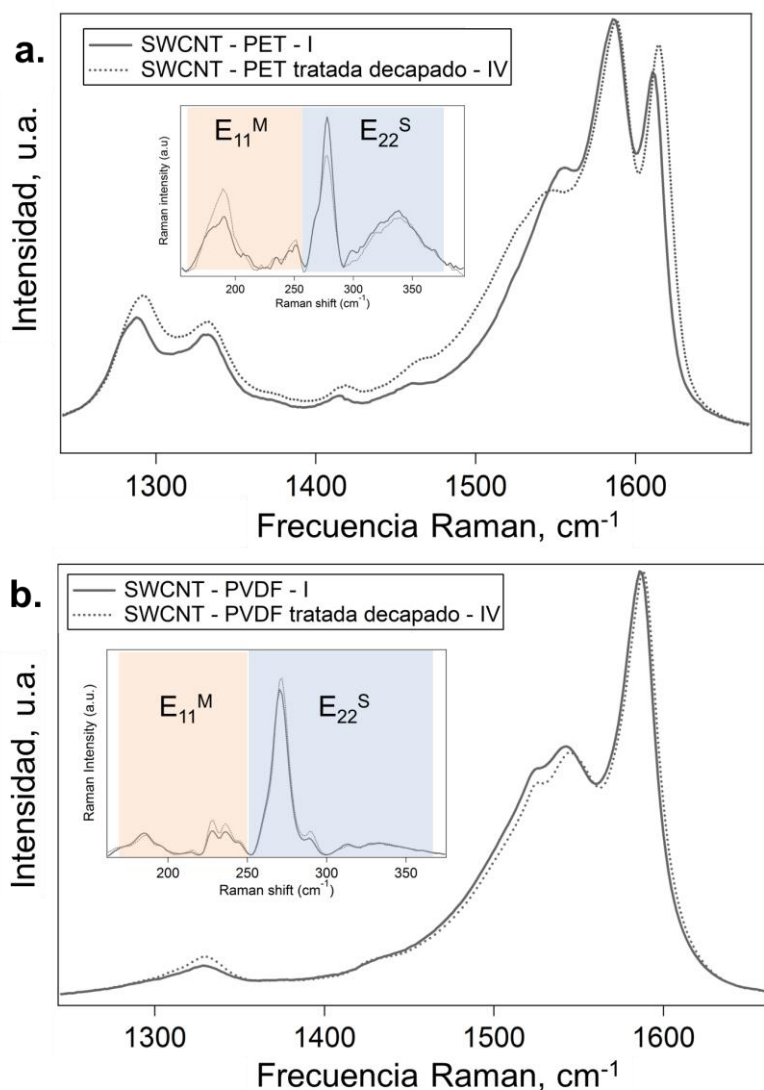 a.
SWCNT - PET - I
SWCNT - PET tratada decapado - IV
E₁₁ᴹ
E₂₂ˢ
Raman intensity (a.u)
200
250
300
350
Raman shift (cm⁻¹)
Intensidad, u.a.
1300
1400
1500
1600
Frecuencia Raman, cm⁻¹
b.
SWCNT - PVDF - I
SWCNT - PVDF tratada decapado - IV
E₁₁ᴹ
E₂₂ˢ
Raman Intensity (a.u.)
200
250
300
350
Raman shift (cm⁻¹)
Intensidad, u.a.
1300
1400
1500
1600
Frecuencia Raman, cm⁻¹